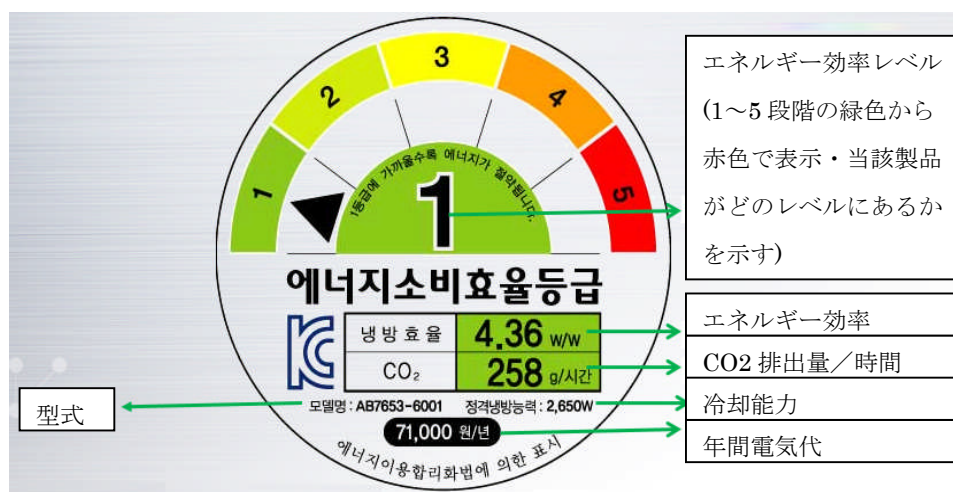 1
2
3
4
5
1등급에 가까울수록 에너지가 절약됩니다.
1
에너지소비효율등급
냉방효율 4.36 W/W
CO₂ 258 g/시간
모델명 : AB7653-6001 정격냉방능력 : 2,650W
71,000 원/년
에너지이용합리화법에 의한 표시
エネルギー効率レベル
(1～5 段階の緑色から
赤色で表示・当該製品
がどのレベルにあるか
を示す)
エネルギー効率
CO2 排出量／時間
冷却能力
年間電気代
型式